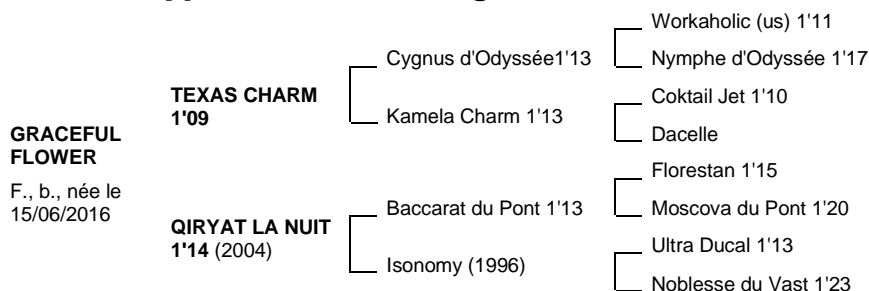 Workaholic (us) 1'11
Cygnus d'Odyssée1'13
Nymphe d'Odyssée 1'17
TEXAS CHARM
1'09
Coktail Jet 1'10
Kamela Charm 1'13
Dacelle
GRACEFUL
FLOWER
F., b., née le
15/06/2016
Florestan 1'15
Baccarat du Pont 1'13
Moscova du Pont 1'20
QIRYAT LA NUIT
1'14 (2004)
Ultra Ducal 1'13
Isonomy (1996)
Noblesse du Vast 1'23